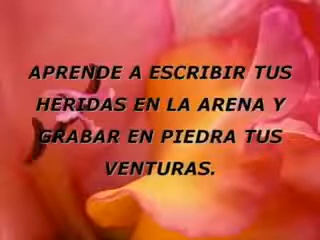 APRENDE A ESCRIBIR TUS
HERIDAS EN LA ARENA Y
GRABAR EN PIEDRA TUS
VENTURAS.